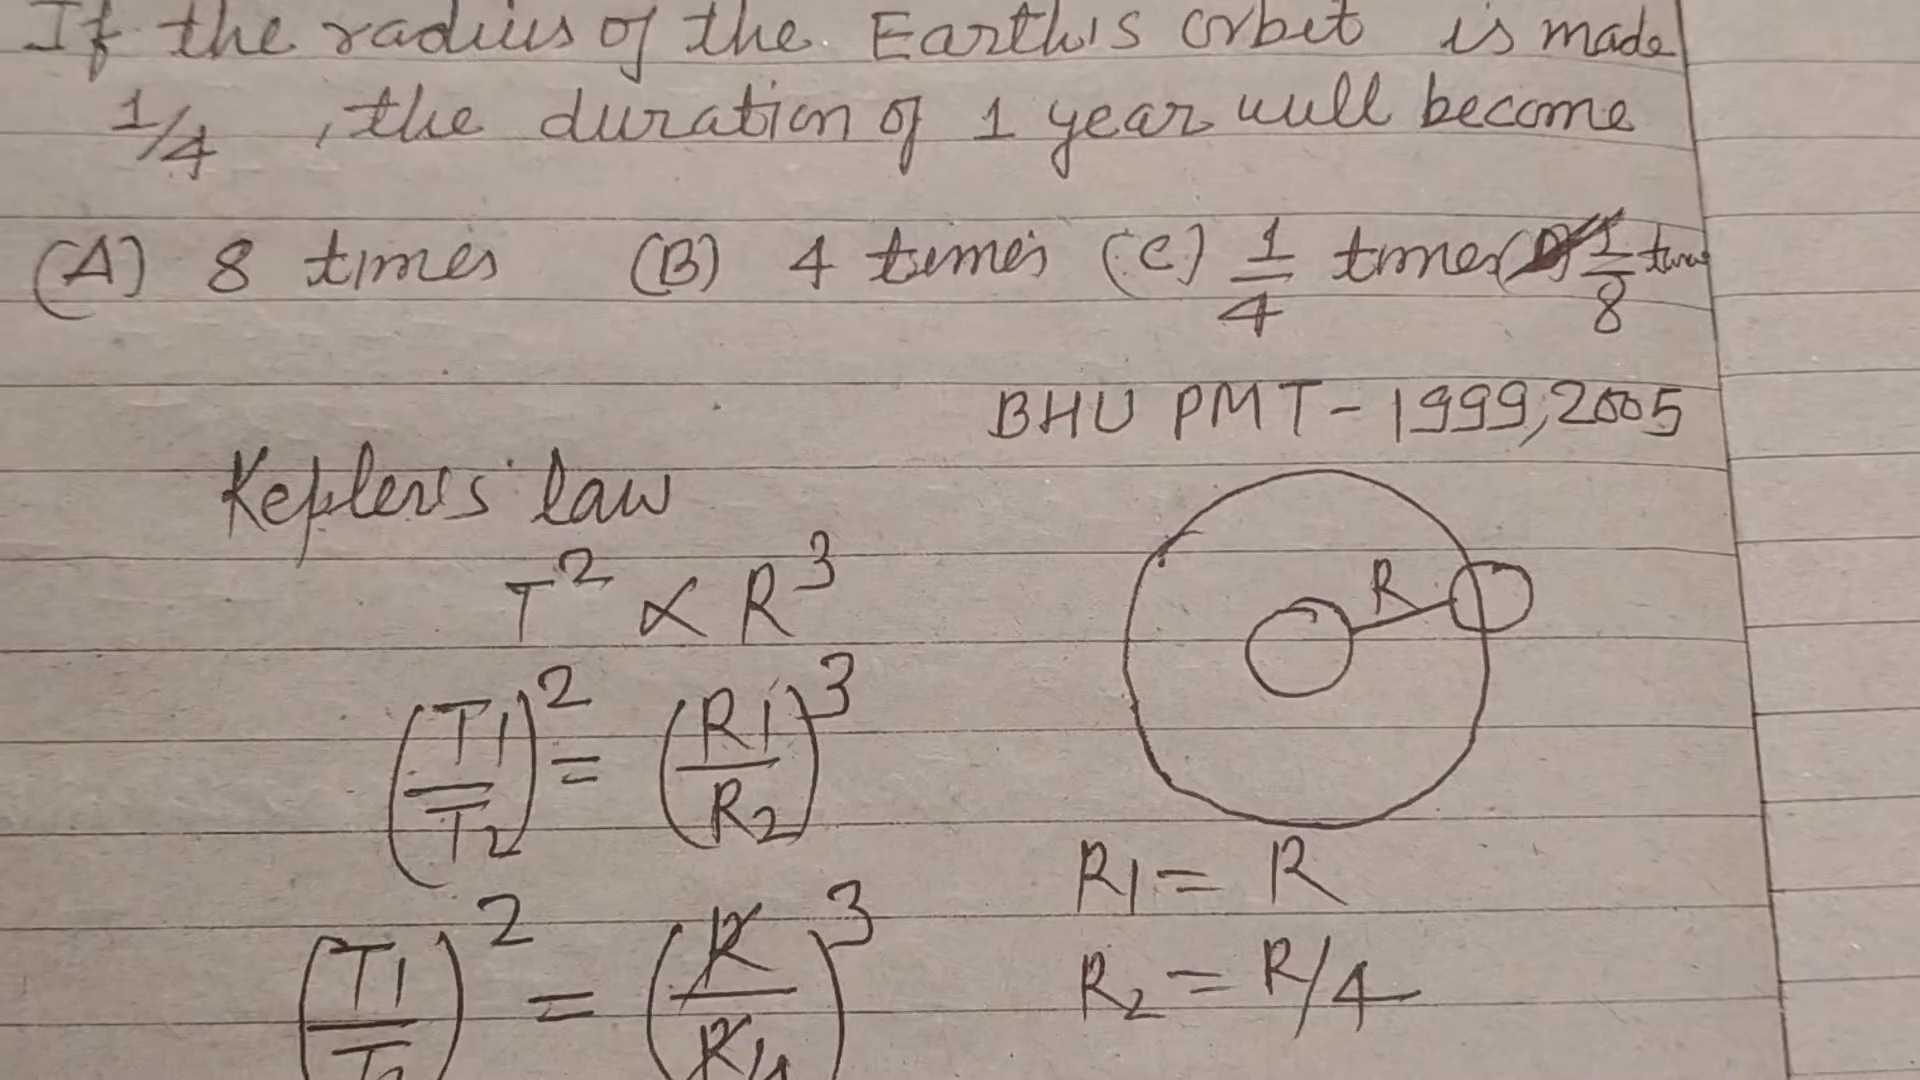 If the radius of the Earth's orbit is made
1/4 , the duration of 1 year will become
(A) 8 times (B) 4 times (C) 1/4 times (D) 1/8 times
BHU PMT - 1999, 2005
Kepler's law
T² ∝ R³
R
(T1/T2)² = (R1/R2)³
R1 = R
(T1/T2)² = (R/R/4)³
R2 = R/4